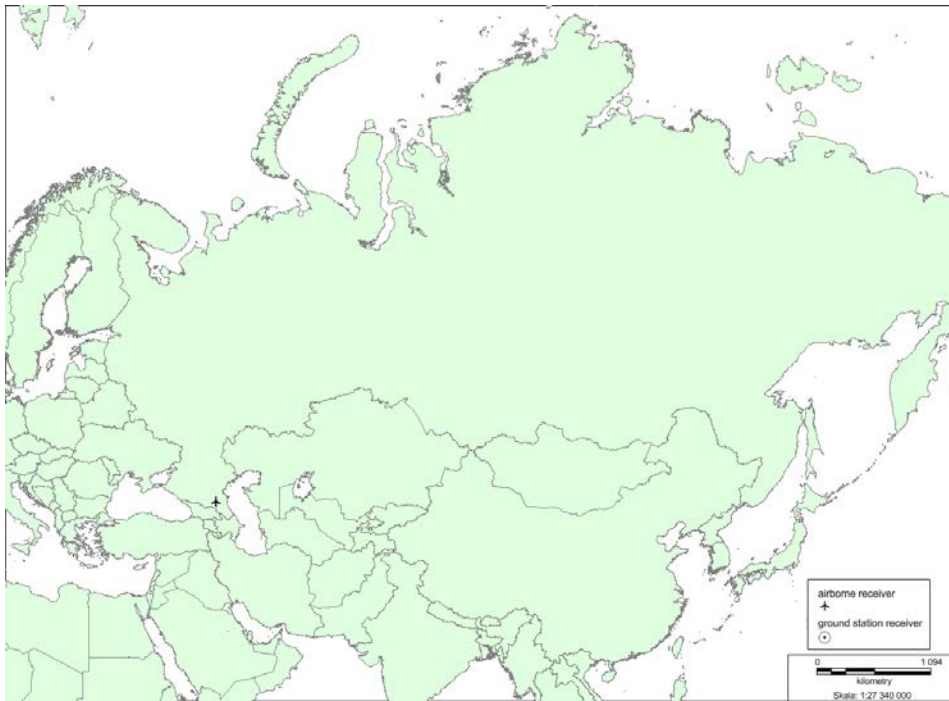 airborne receiver
ground station receiver
0 1 094
kilometry
Skala: 1:27 340 000